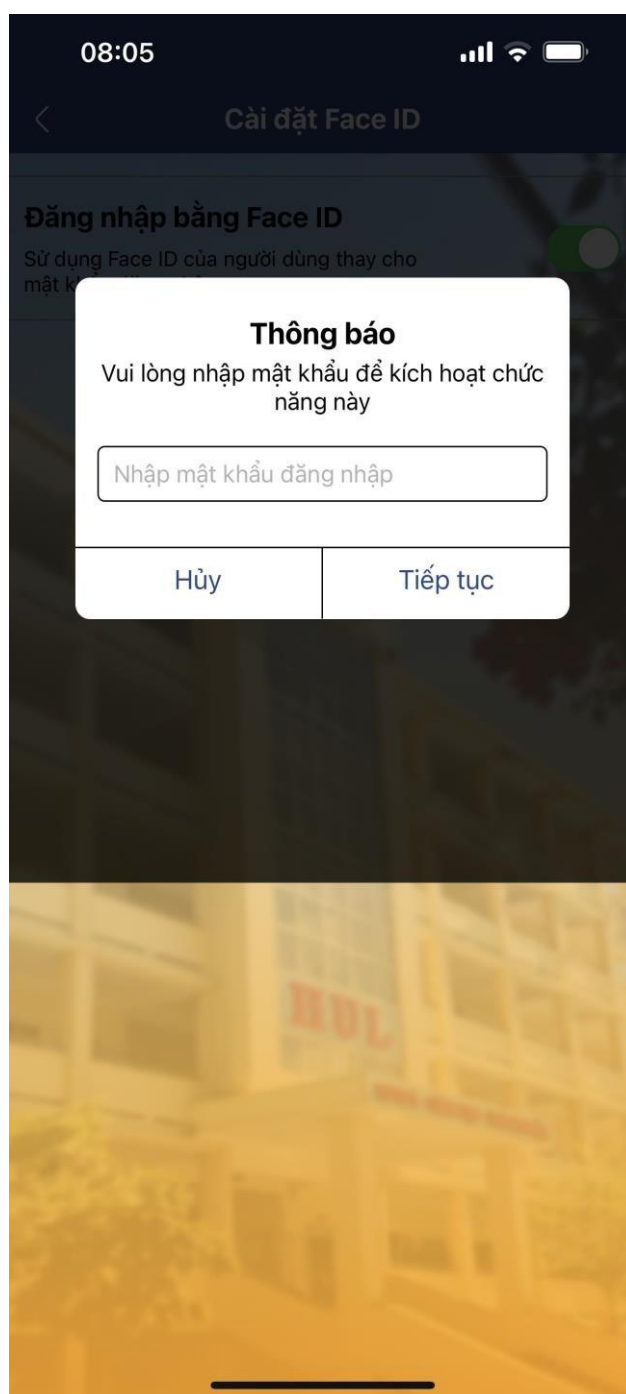 08:05
Cài đặt Face ID
Đăng nhập bằng Face ID
Sử dụng Face ID của người dùng thay cho
mật
Thông báo
Vui lòng nhập mật khẩu để kích hoạt chức
năng này
Nhập mật khẩu đăng nhập
Hủy
Tiếp tục
HUL